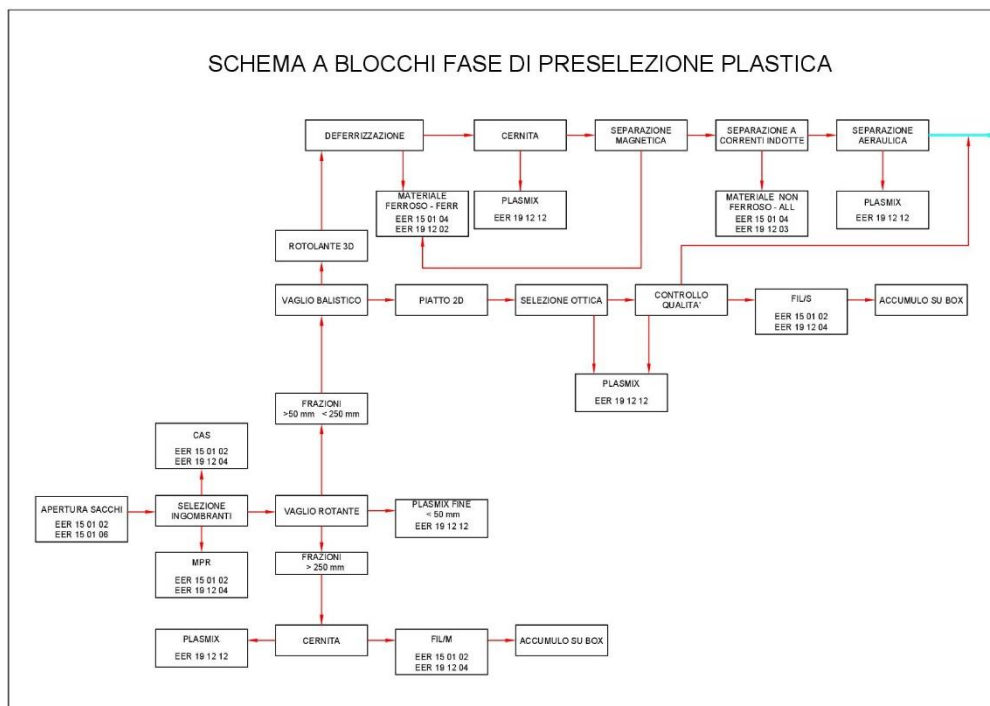 SCHEMA A BLOCCHI FASE DI PRESELEZIONE PLASTICA
DEFERRIZZAZIONE
CERNITA
SEPARAZIONE
MAGNETICA
SEPARAZIONE A
CORRENTI INDOTTE
SEPARAZIONE
AERAULICA
MATERIALE
FERROSO - FERR
EER 15 01 04
EER 19 12 02
PLASMIX
EER 19 12 12
MATERIALE NON
FERROSO - ALL
EER 15 01 04
EER 19 12 03
PLASMIX
EER 19 12 12
ROTOLANTE 3D
VAGLIO BALISTICO
PIATTO 2D
SELEZIONE OTTICA
CONTROLLO
QUALITA'
FIL/S
EER 15 01 02
EER 19 12 04
ACCUMULO SU BOX
PLASMIX
EER 19 12 12
FRAZIONI
>50 mm < 250 mm
CAS
EER 15 01 02
EER 19 12 04
APERTURA SACCHI
EER 15 01 02
EER 15 01 06
SELEZIONE
INGOMBRANTI
VAGLIO ROTANTE
PLASMIX FINE
< 50 mm
EER 19 12 12
MPR
EER 15 01 02
EER 19 12 04
FRAZIONI
> 250 mm
PLASMIX
EER 19 12 12
CERNITA
FIL/M
EER 15 01 02
EER 19 12 04
ACCUMULO SU BOX